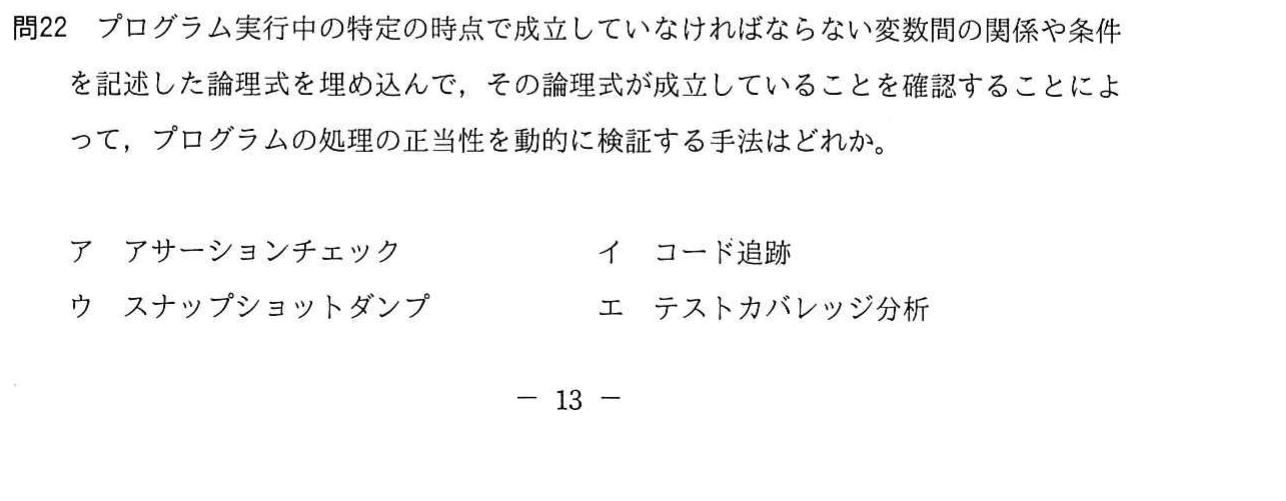 問22　プログラム実行中の特定の時点で成立していなければならない変数間の関係や条件
を記述した論理式を埋め込んで，その論理式が成立していることを確認することによ
って，プログラムの処理の正当性を動的に検証する手法はどれか。
ア　アサーションチェック　　イ　コード追跡
ウ　スナップショットダンプ　　エ　テストカバレッジ分析
－ 13 －